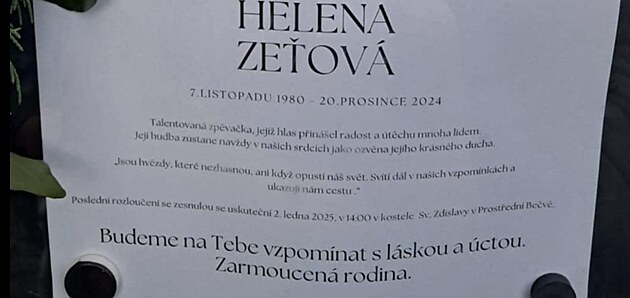 HELENA
ZEŤOVÁ
7.LISTOPADU 1980 - 20.PROSINCE 2024
Talentovaná zpěvačka, jejíž hlas přinášel radost a útěchu mnoha lidem.
Její hudba zůstane navždy v našich srdcích jako ozvěna jejího krásného ducha.
„Jsou hvězdy, které nezhasnou, ani když opustí náš svět. Svítí dál v našich vzpomínkách a
ukazují nám cestu."
Poslední rozloučení se zesnulou se uskuteční 2. ledna 2025, v 14:00 v kostele Sv. Zdislavy v Prostřední Bečvě.
Budeme na Tebe vzpomínat s láskou a úctou.
Zarmoucená rodina.